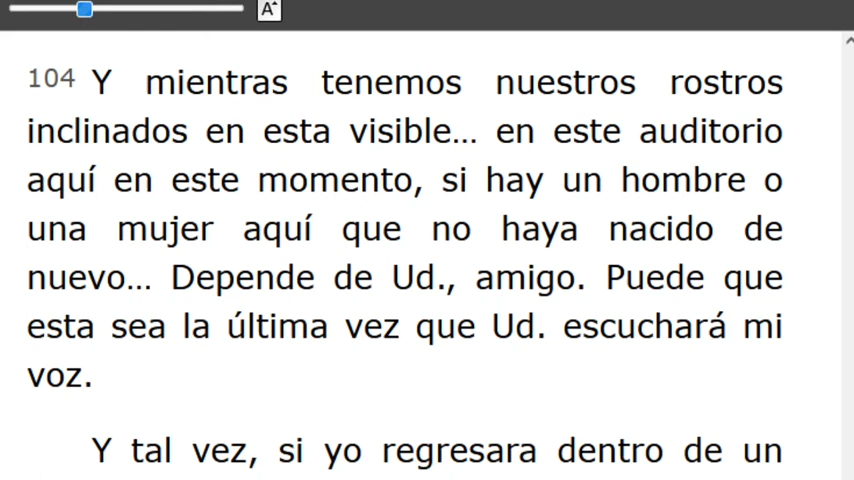 A
104 Y mientras tenemos nuestros rostros
inclinados en esta visible... en este auditorio
aquí en este momento, si hay un hombre o
una mujer aquí que no haya nacido de
nuevo... Depende de Ud., amigo. Puede que
esta sea la última vez que Ud. escuchará mi
voz.
Y tal vez, si yo regresara dentro de un